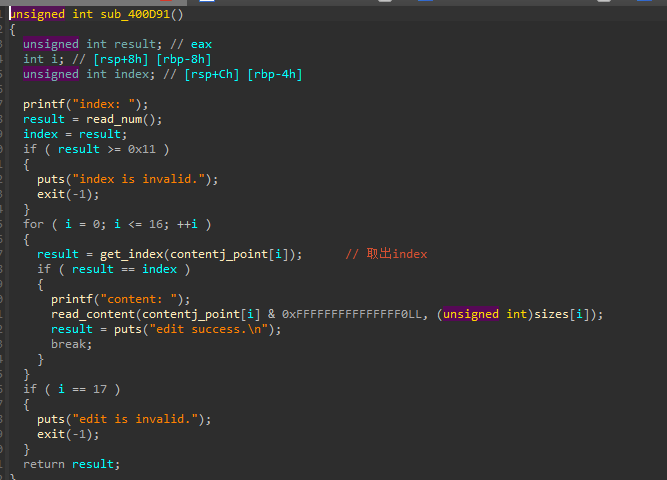 unsigned int sub_400D91()
{
unsigned int result; // eax
int i; // [rsp+8h] [rbp-8h]
unsigned int index; // [rsp+Ch] [rbp-4h]
printf("index: ");
result = read_num();
index = result;
if ( result >= 0x11 )
{
puts("index is invalid.");
exit(-1);
}
for ( i = 0; i <= 16; ++i )
{
result = get_index(contentj_point[i]); // 取出index
if ( result == index )
{
printf("content: ");
read_content(contentj_point[i] & 0xFFFFFFFFFFFFFFF0LL, (unsigned int)sizes[i]);
result = puts("edit success.\n");
break;
}
}
if ( i == 17 )
{
puts("edit is invalid.");
exit(-1);
}
return result;
}